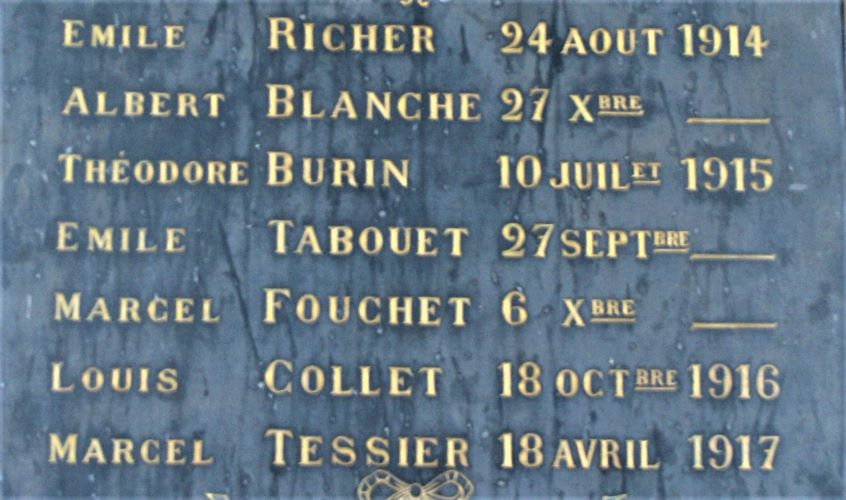 EMILE RICHER 24 AOUT 1914
ALBERT BLANCHE 27 XBRE ___
THÉODORE BURIN 10 JUILET 1915
EMILE TABOUET 27 SEPTBRE ___
MARCEL FOUCHET 6 XBRE ___
LOUIS COLLET 18 OCTBRE 1916
MARCEL TESSIER 18 AVRIL 1917